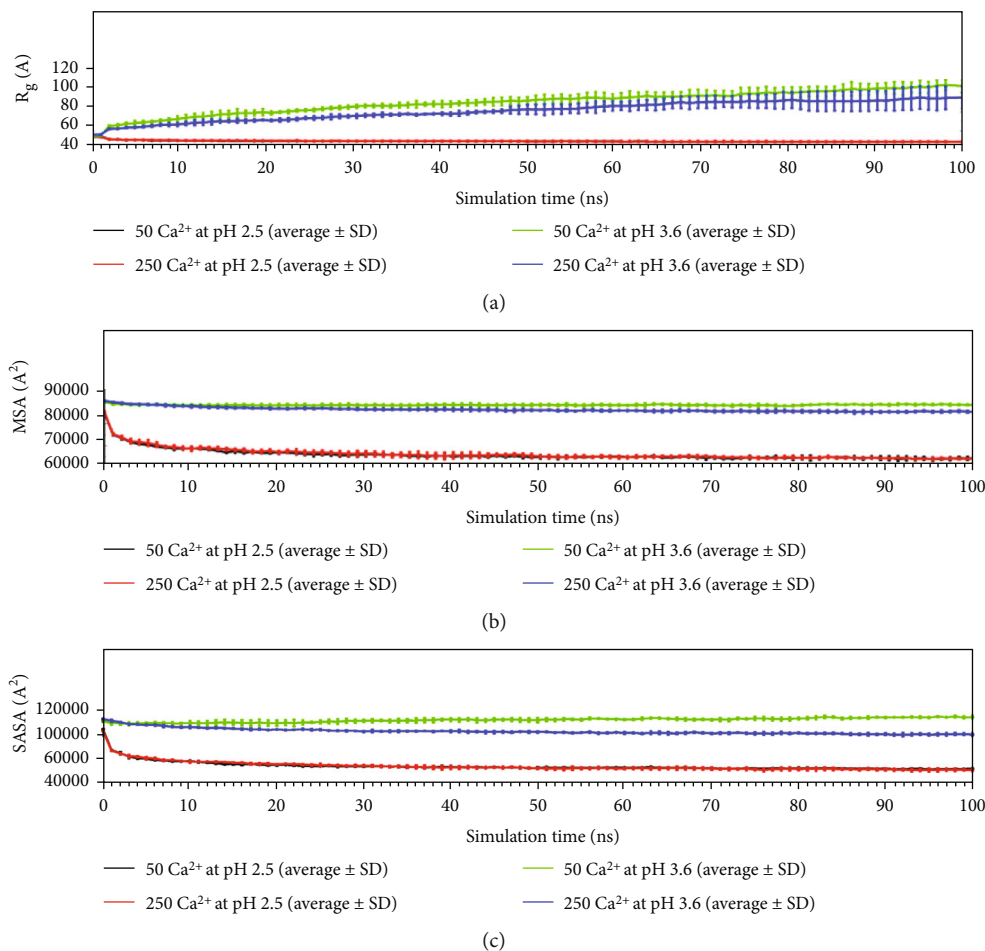 R_g (A)
120
100
80
60
40
0 10 20 30 40 50 60 70 80 90 100
Simulation time (ns)
50 Ca²⁺ at pH 2.5 (average ± SD) 50 Ca²⁺ at pH 3.6 (average ± SD)
250 Ca²⁺ at pH 2.5 (average ± SD) 250 Ca²⁺ at pH 3.6 (average ± SD)
(a)
MSA (A²)
90000
80000
70000
60000
0 10 20 30 40 50 60 70 80 90 100
Simulation time (ns)
50 Ca²⁺ at pH 2.5 (average ± SD) 50 Ca²⁺ at pH 3.6 (average ± SD)
250 Ca²⁺ at pH 2.5 (average ± SD) 250 Ca²⁺ at pH 3.6 (average ± SD)
(b)
SASA (A²)
120000
100000
60000
40000
0 10 20 30 40 50 60 70 80 90 100
Simulation time (ns)
50 Ca²⁺ at pH 2.5 (average ± SD) 50 Ca²⁺ at pH 3.6 (average ± SD)
250 Ca²⁺ at pH 2.5 (average ± SD) 250 Ca²⁺ at pH 3.6 (average ± SD)
(c)